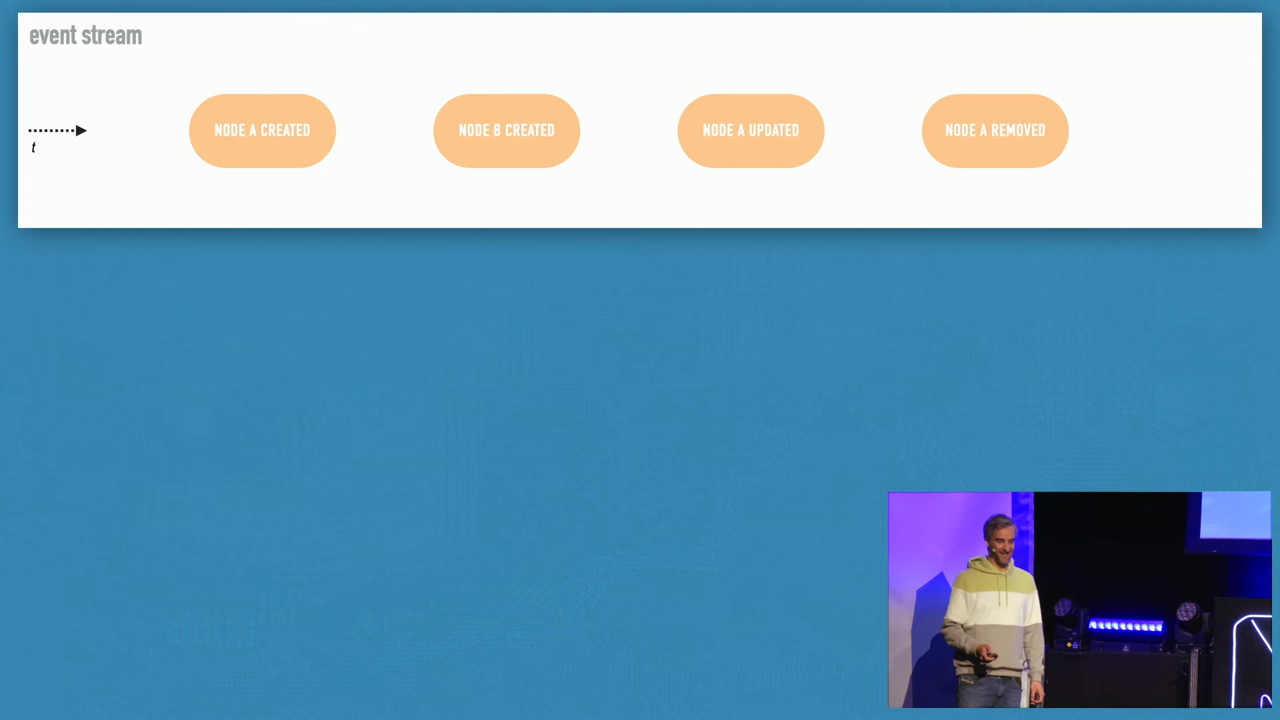 event stream
NODE A CREATED
NODE B CREATED
NODE A UPDATED
NODE A REMOVED
t